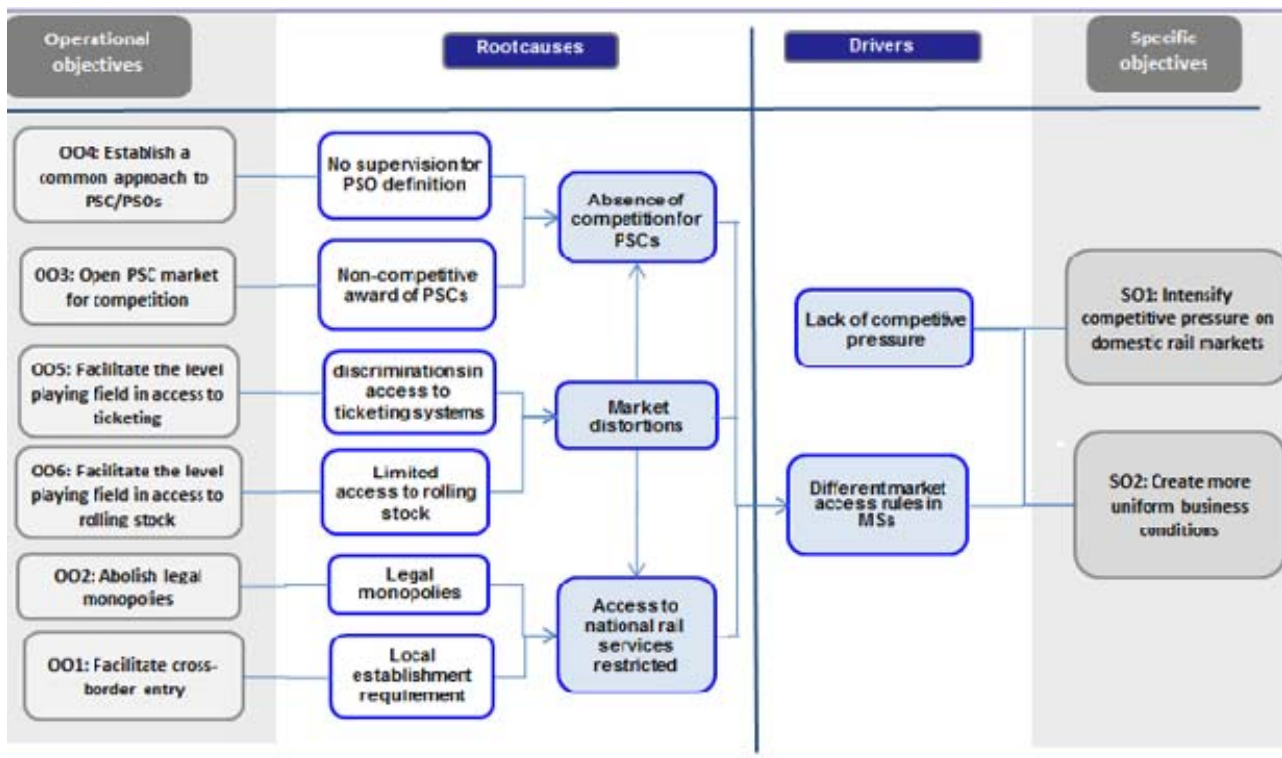 Operational
objectives
Rootcauses
Drivers
Specific
objectives
OO4: Establish a
common approach to
PSC/PSOs
OO3: Open PSC market
for competition
OO5: Facilitate the level
playing field in access to
ticketing
OO6: Facilitate the level
playing field in access to
rolling stock
OO2: Abolish legal
monopolies
OO1: Facilitate cross-
border entry
No supervision for
PSO definition
Non-competitive
award of PSCs
discriminations in
access to
ticketing systems
Limited
access to rolling
stock
Legal
monopolies
Local
establishment
requirement
Absence of
competition for
PSCs
Market
distortions
Access to
national rail
services
restricted
Lack of competitive
pressure
Different market
access rules in
MSs
SO1: Intensify
competitive pressure on
domestic rail markets
SO2: Create more
uniform business
conditions